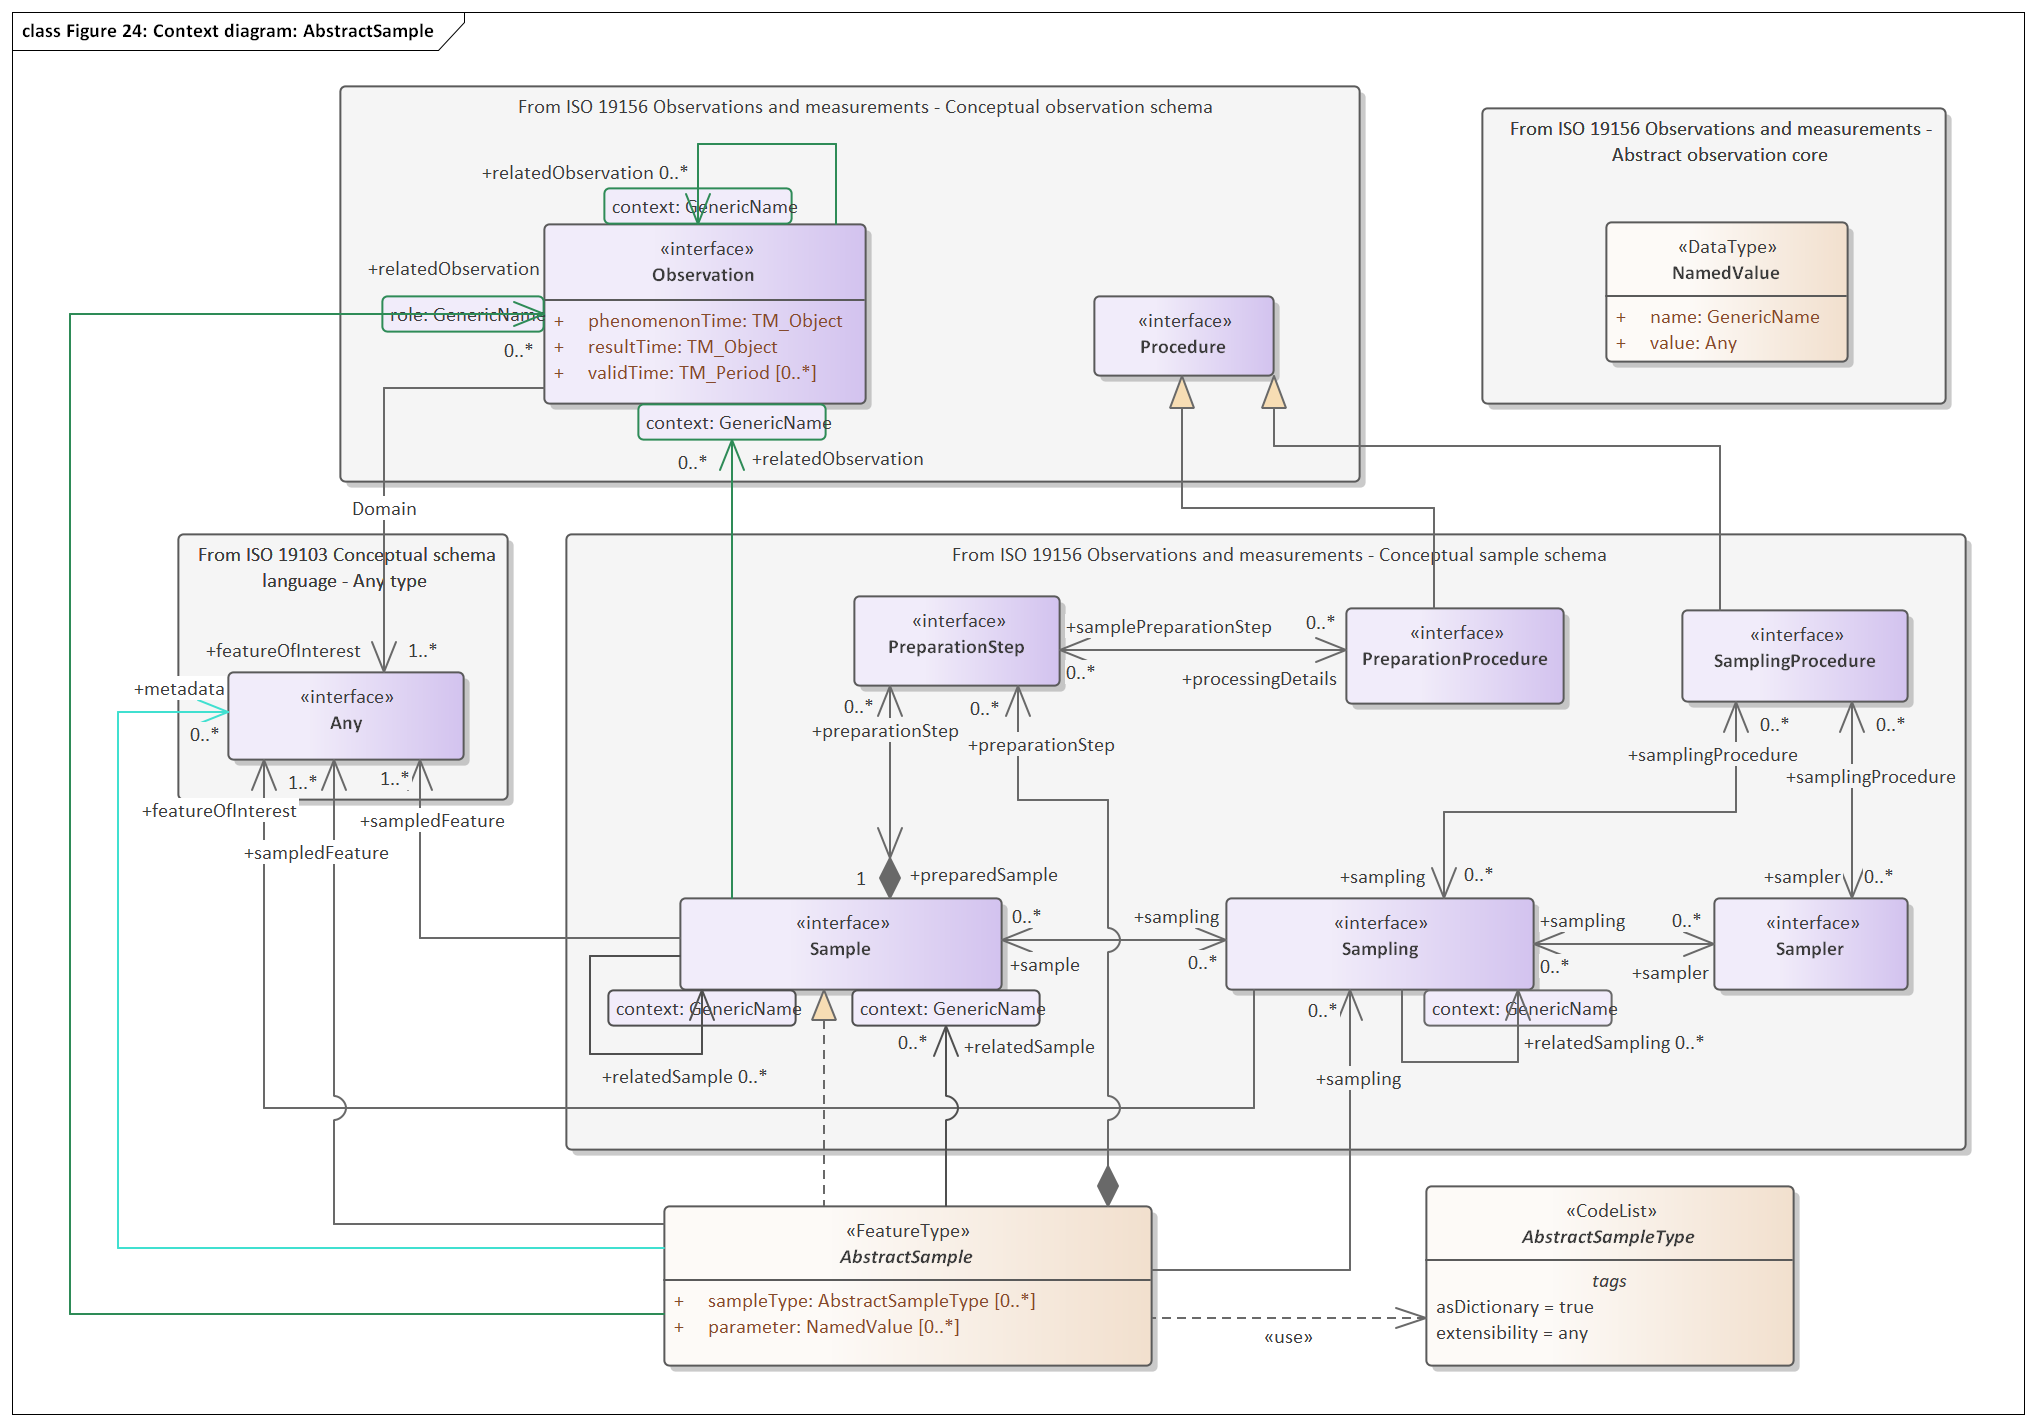 class Figure 24: Context diagram: AbstractSample
From ISO 19156 Observations and measurements - Conceptual observation schema
+relatedObservation 0..*
context: GenericName
«interface»
Observation
+relatedObservation
role: GenericName
0..*
+ phenomenonTime: TM_Object
+ resultTime: TM_Object
+ validTime: TM_Period [0..*]
context: GenericName
0..*
+relatedObservation
«interface»
Procedure
From ISO 19156 Observations and measurements -
Abstract observation core
«DataType»
NamedValue
+ name: GenericName
+ value: Any
Domain
From ISO 19103 Conceptual schema
language - Any type
+featureOfInterest
1..*
+metadata
0..*
«interface»
Any
1..*
1..*
+featureOfInterest
+sampledFeature
+sampledFeature
From ISO 19156 Observations and measurements - Conceptual sample schema
«interface»
PreparationStep
+samplePreparationStep
0..*
0..*
+processingDetails
«interface»
PreparationProcedure
«interface»
SamplingProcedure
0..*
+preparationStep
0..*
+preparationStep
0..*
+samplingProcedure
0..*
+samplingProcedure
1
+preparedSample
+sampling
0..*
+sampler
0..*
«interface»
Sample
0..*
+sample
+sampling
0..*
«interface»
Sampling
+sampling
0..*
0..*
+sampler
«interface»
Sampler
context: GenericName
+relatedSample 0..*
context: GenericName
0..*
+relatedSample
0..*
+sampling
context: GenericName
+relatedSampling 0..*
«FeatureType»
AbstractSample
+ sampleType: AbstractSampleType [0..*]
+ parameter: NamedValue [0..*]
«use»
«CodeList»
AbstractSampleType
tags
asDictionary = true
extensibility = any